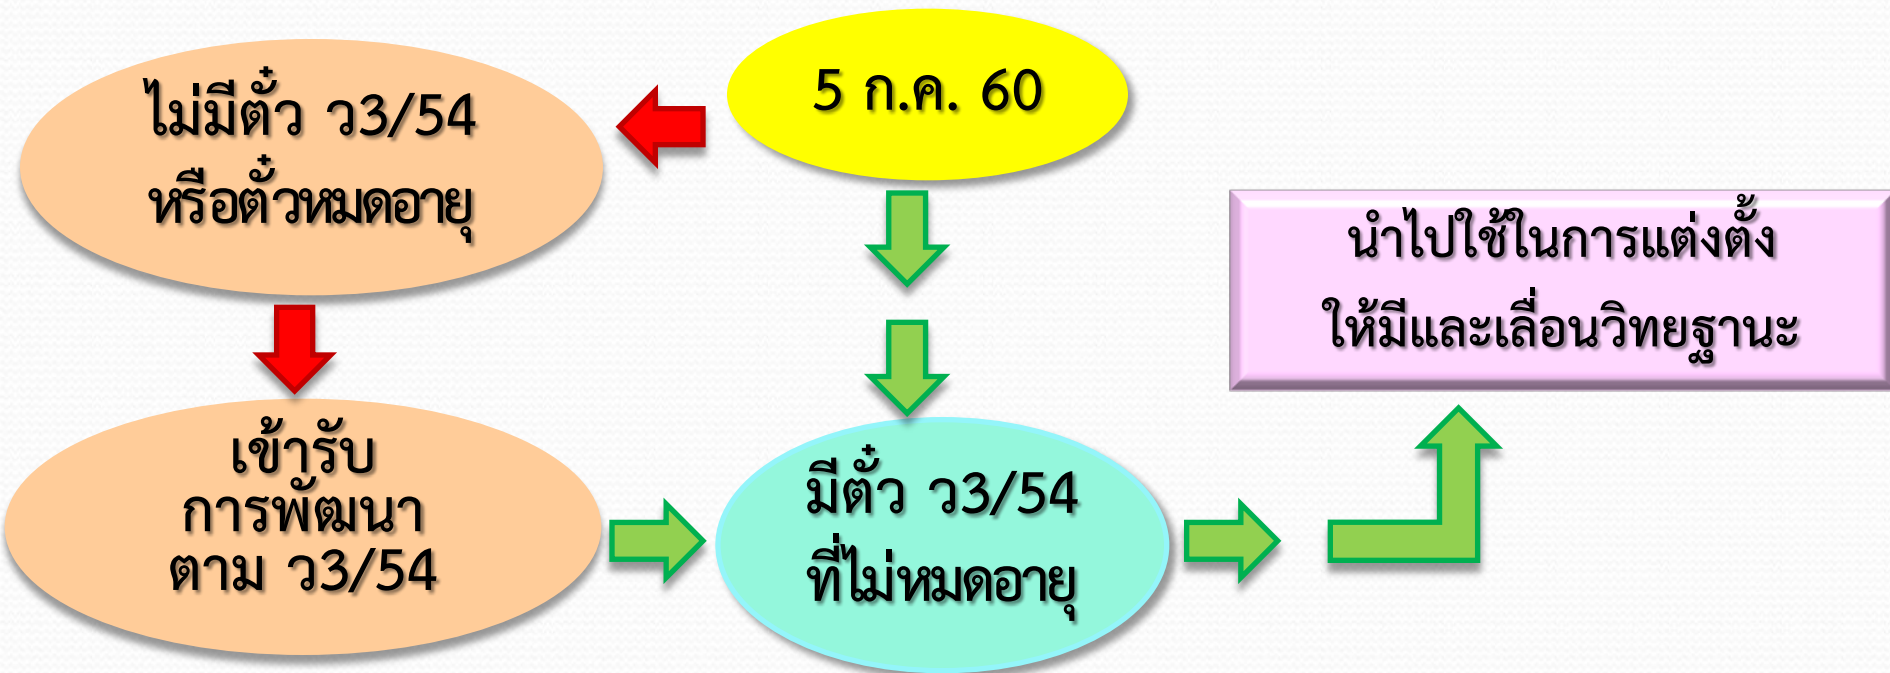 5 ก.ค. 60
ไม่มีตั๋ว ว3/54
หรือตั๋วหมดอายุ
นำไปใช้ในการแต่งตั้ง
ให้มีและเลื่อนวิทยฐานะ
เข้ารับ
การพัฒนา
ตาม ว3/54
มีตั๋ว ว3/54
ที่ไม่หมดอายุ